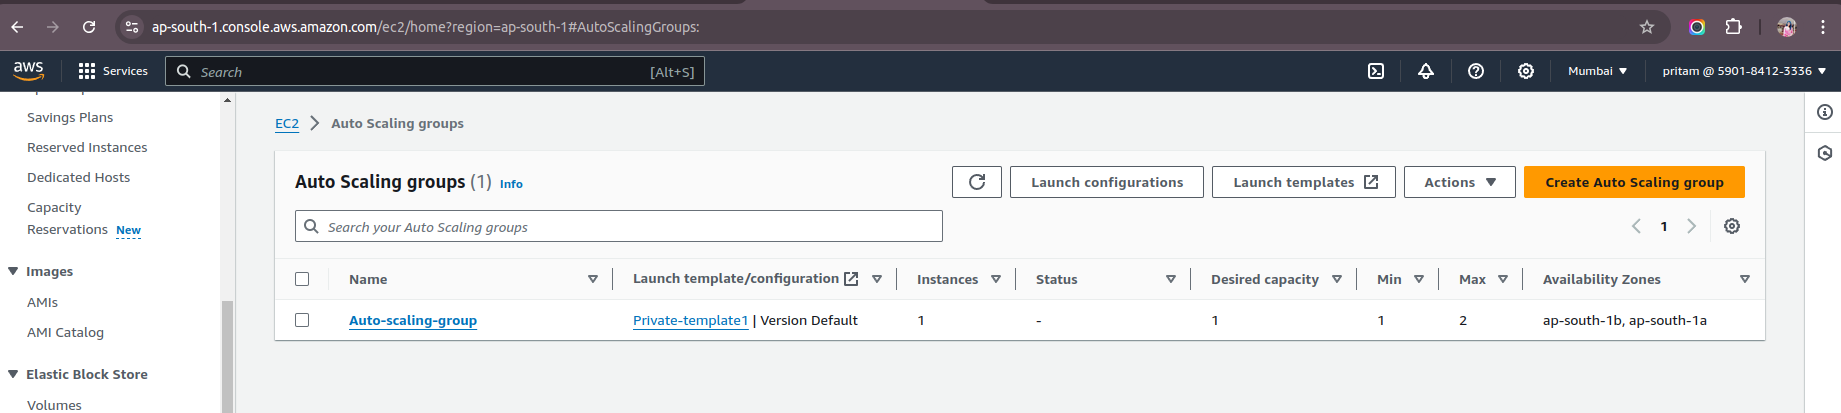 ap-south-1.console.aws.amazon.com/ec2/home?region=ap-south-1#AutoScalingGroups:
aws Services Search [Alt+S] Mumbai pritam @ 5901-8412-3336
Savings Plans
Reserved Instances
Dedicated Hosts
Capacity
Reservations New
Images
AMIs
AMI Catalog
Elastic Block Store
Volumes
EC2 Auto Scaling groups
Auto Scaling groups (1) Info Launch configurations Launch templates Actions Create Auto Scaling group
Search your Auto Scaling groups 1
Name Launch template/configuration Instances Status Desired capacity Min Max Availability Zones
Auto-scaling-group Private-template1 | Version Default 1 - 1 1 2 ap-south-1b, ap-south-1a